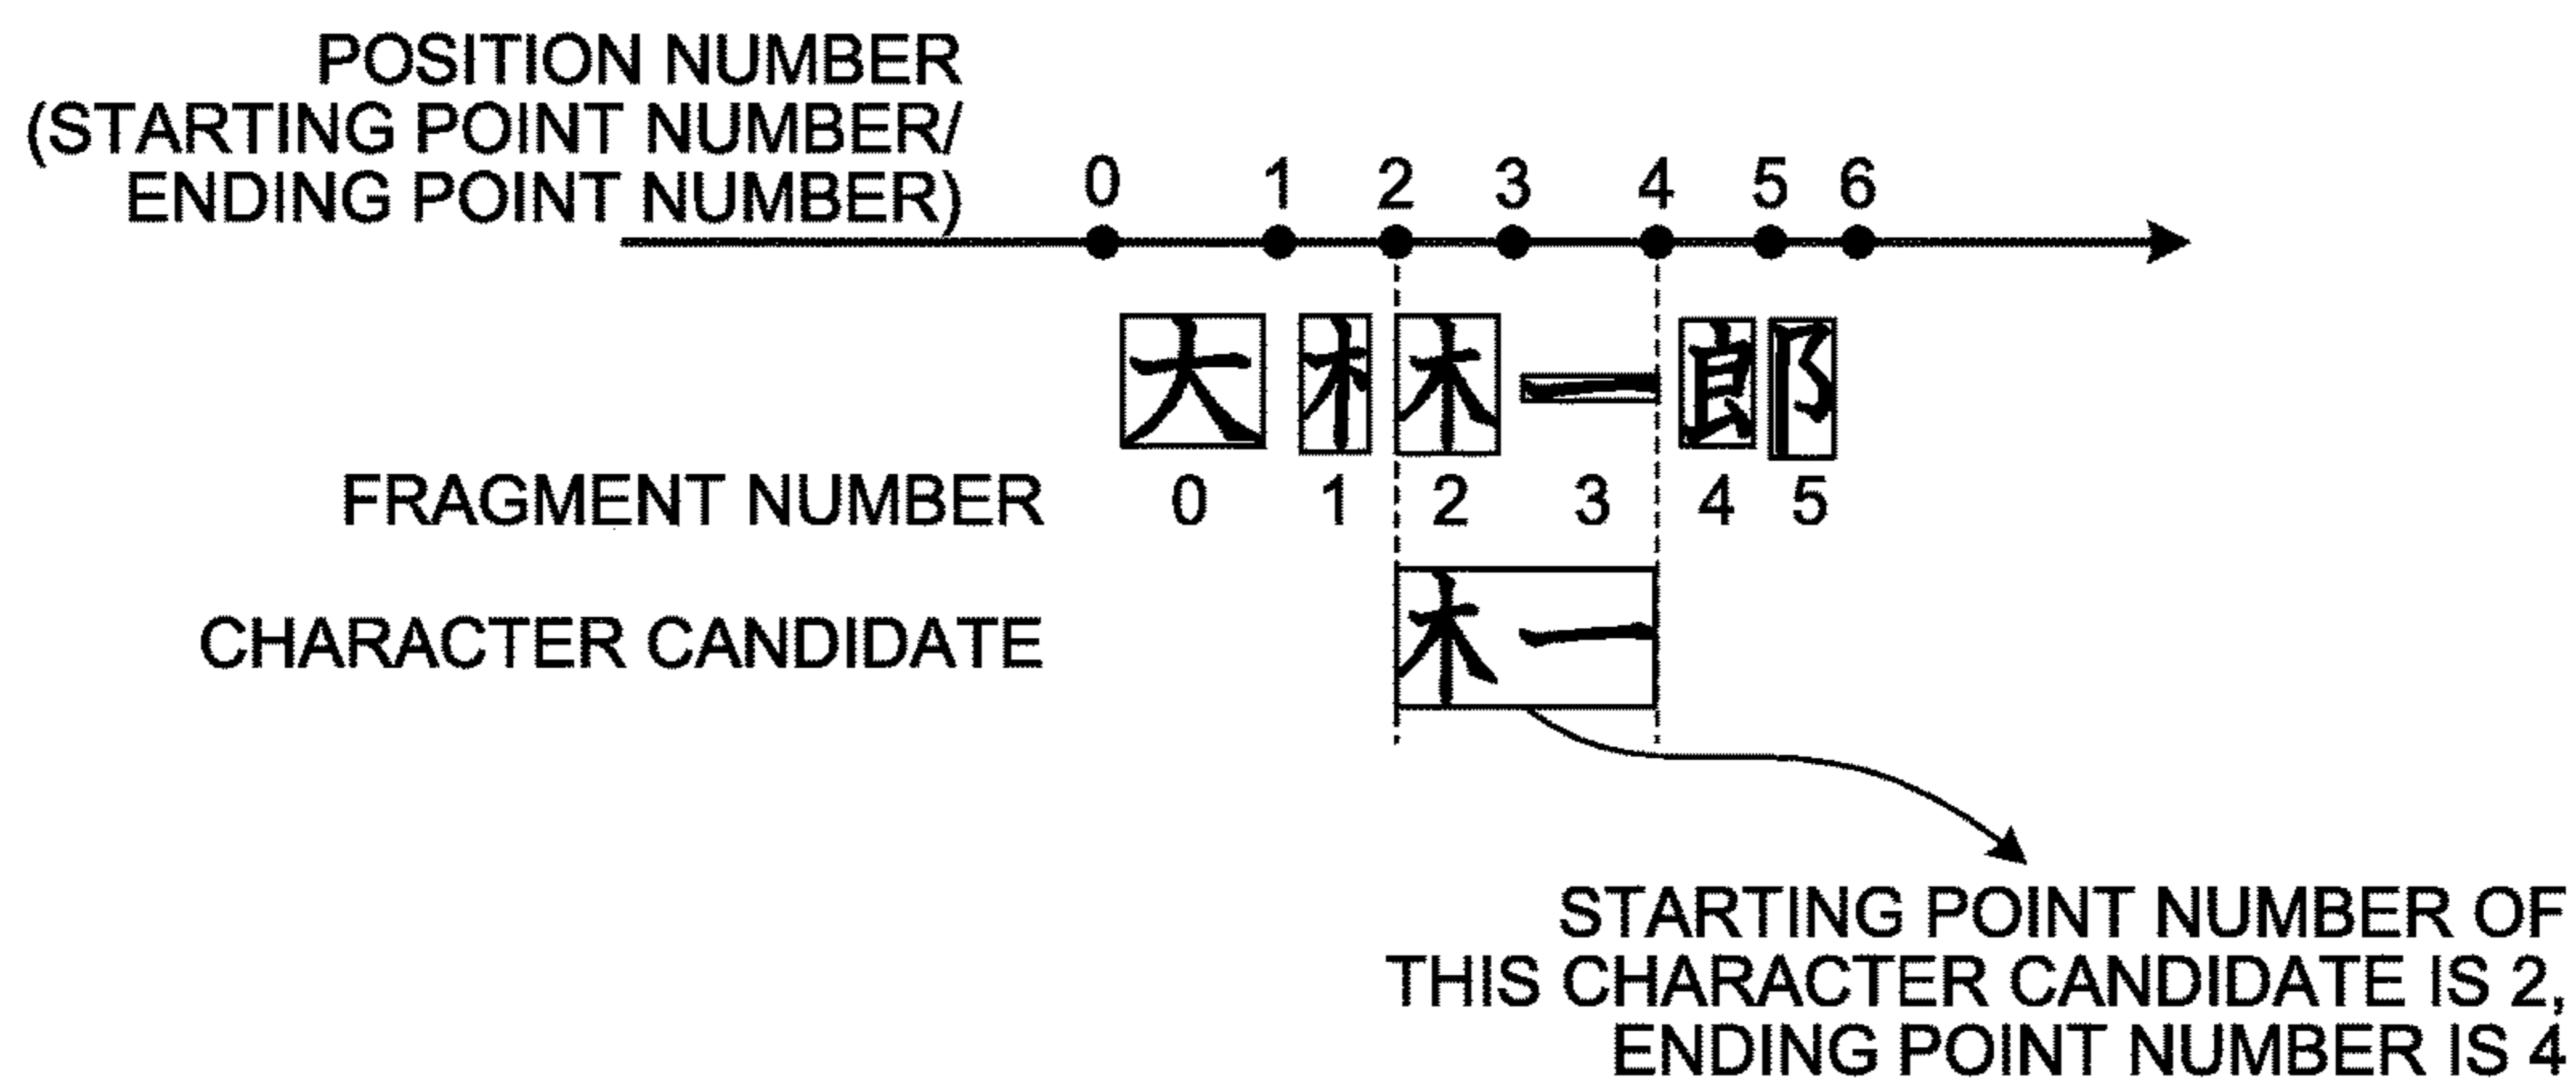 POSITION NUMBER
(STARTING POINT NUMBER/
ENDING POINT NUMBER)
0 1 2 3 4 5 6
大 木 木 一 郎 阝
FRAGMENT NUMBER 0 1 2 3 4 5
CHARACTER CANDIDATE 木一
STARTING POINT NUMBER OF
THIS CHARACTER CANDIDATE IS 2,
ENDING POINT NUMBER IS 4